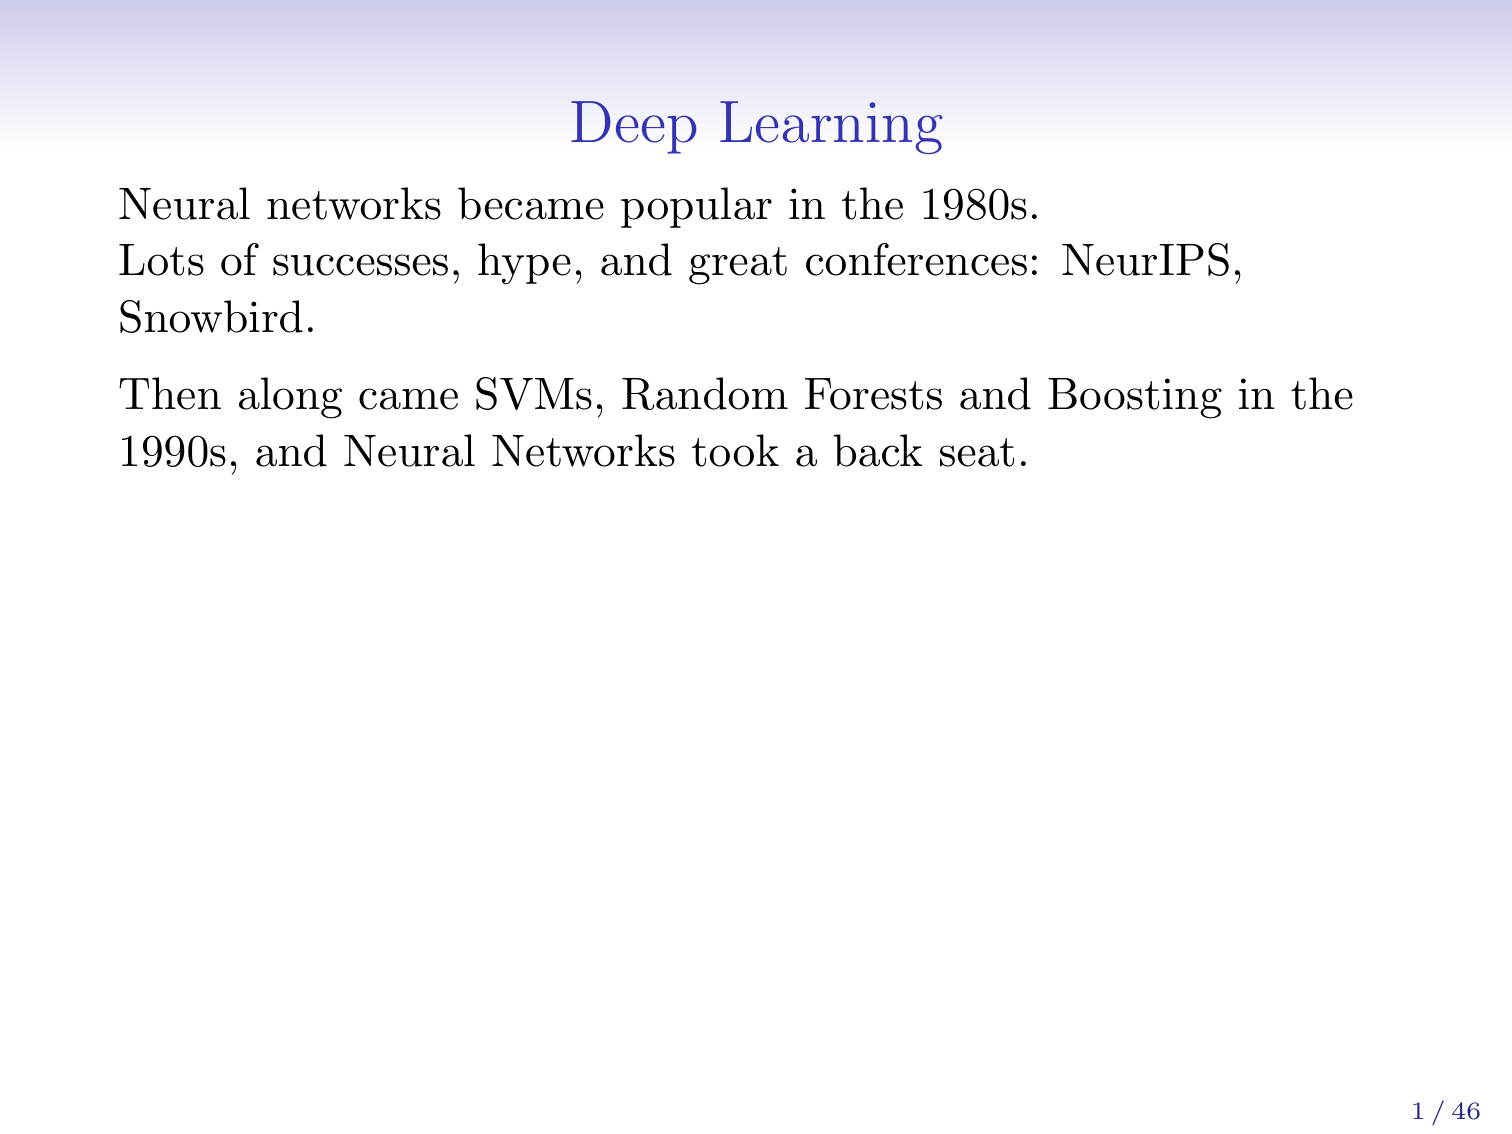 Deep Learning
Neural networks became popular in the 1980s.
Lots of successes, hype, and great conferences: NeurIPS,
Snowbird.
Then along came SVMs, Random Forests and Boosting in the
1990s, and Neural Networks took a back seat.
1 / 46